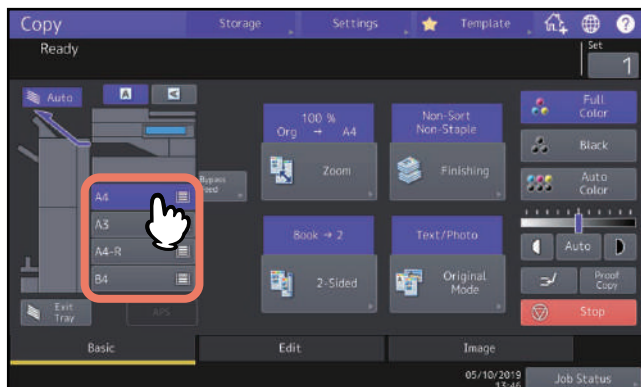 Copy
Storage
Settings
Template
?
Ready
Set
1
Auto
A
A
100 %
Org → A4
Zoom
Non-Sort
Non-Staple
Finishing
Full
Color
Black
Auto
Color
Bypass
Feed
A4
A3
A4-R
B4
Book → 2
2-Sided
Text/Photo
Original
Mode
Auto
Proof
Copy
Stop
Exit
Tray
APS
Basic
Edit
Image
05/10/2019
13:46
Job Status